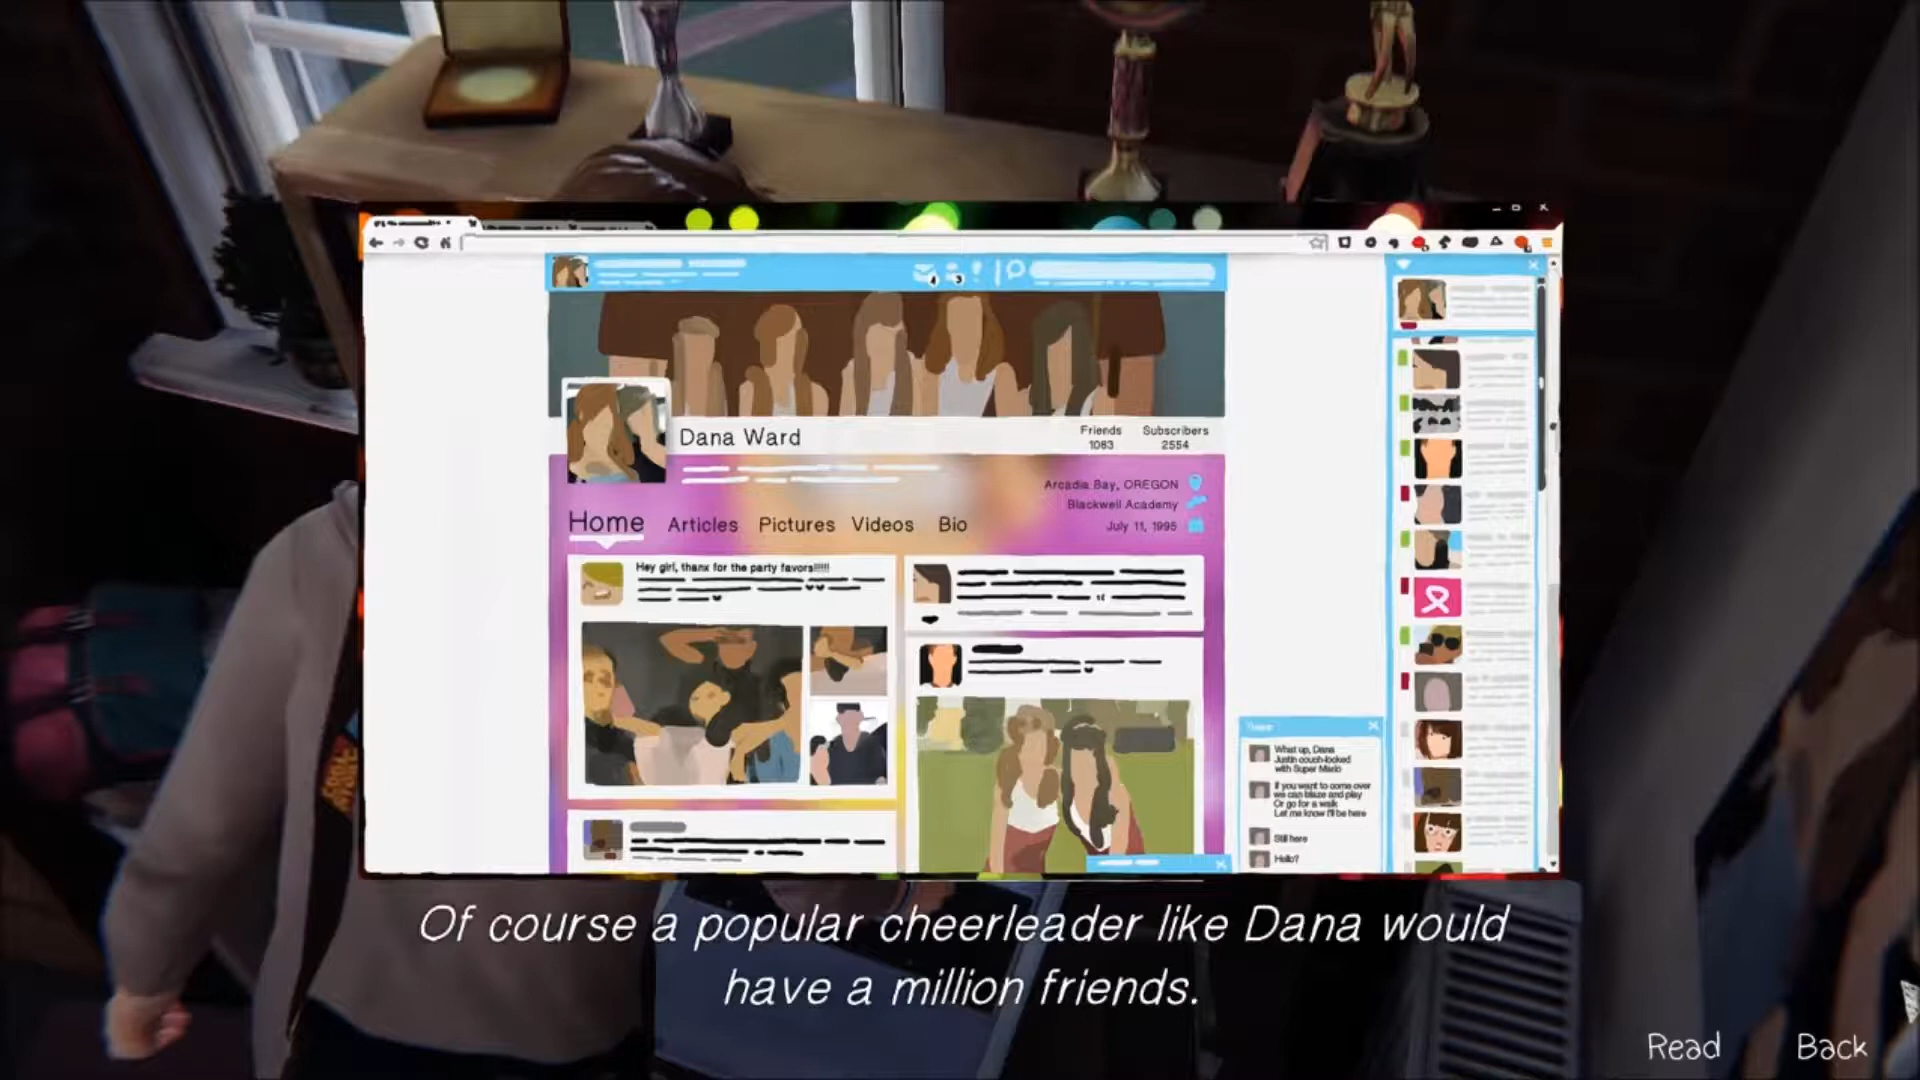 Dana Ward
Friends
1083
Subscribers
2554
Arcadia Bay, OREGON
Blackwell Academy
July 11, 1995
Home
Articles
Pictures
Videos
Bio
Hey girl, thanx for the party favors!!!!!
What up, Dana
Justin couch-locked
with Super Mario
If you want to come over
we can blaze and play
Or go for a walk
Let me know I'll be here
Still here
Hello?
Of course a popular cheerleader like Dana would
have a million friends.
Read
Back